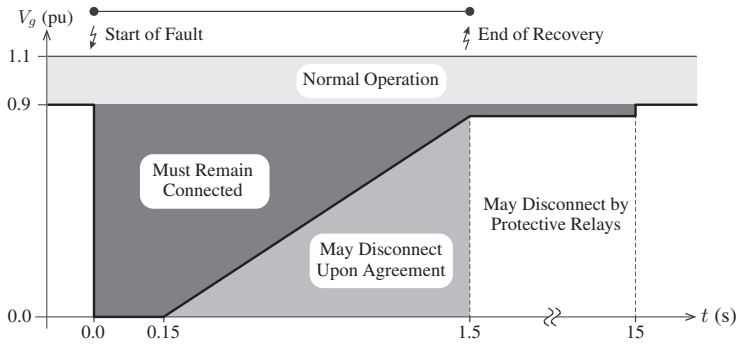 V_g (pu)
Start of Fault
End of Recovery
1.1
Normal Operation
0.9
Must Remain
Connected
May Disconnect
Upon Agreement
May Disconnect by
Protective Relays
0.0
t (s)
0.0
0.15
1.5
15